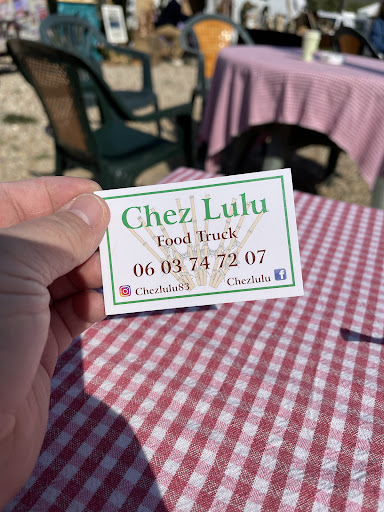 Chez Lulu
Food Truck
06 03 74 72 07
Chezlulu83 Chezlulu